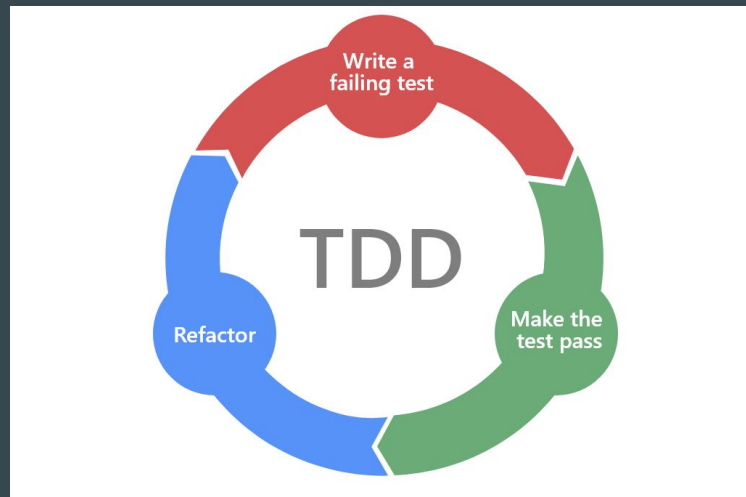 Write a
failing test
TDD
Make the
test pass
Refactor